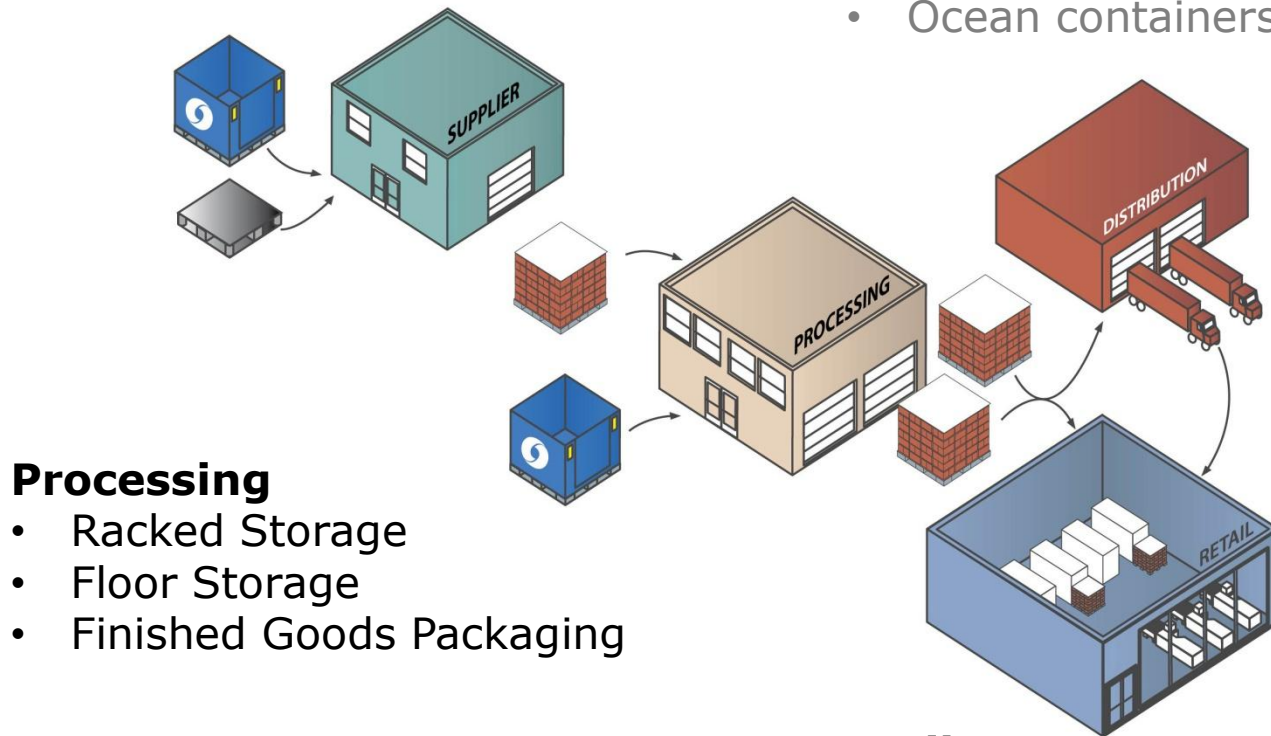 • Ocean containers
SUPPLIER
DISTRIBUTION
PROCESSING
RETAIL
Processing
• Racked Storage
• Floor Storage
• Finished Goods Packaging